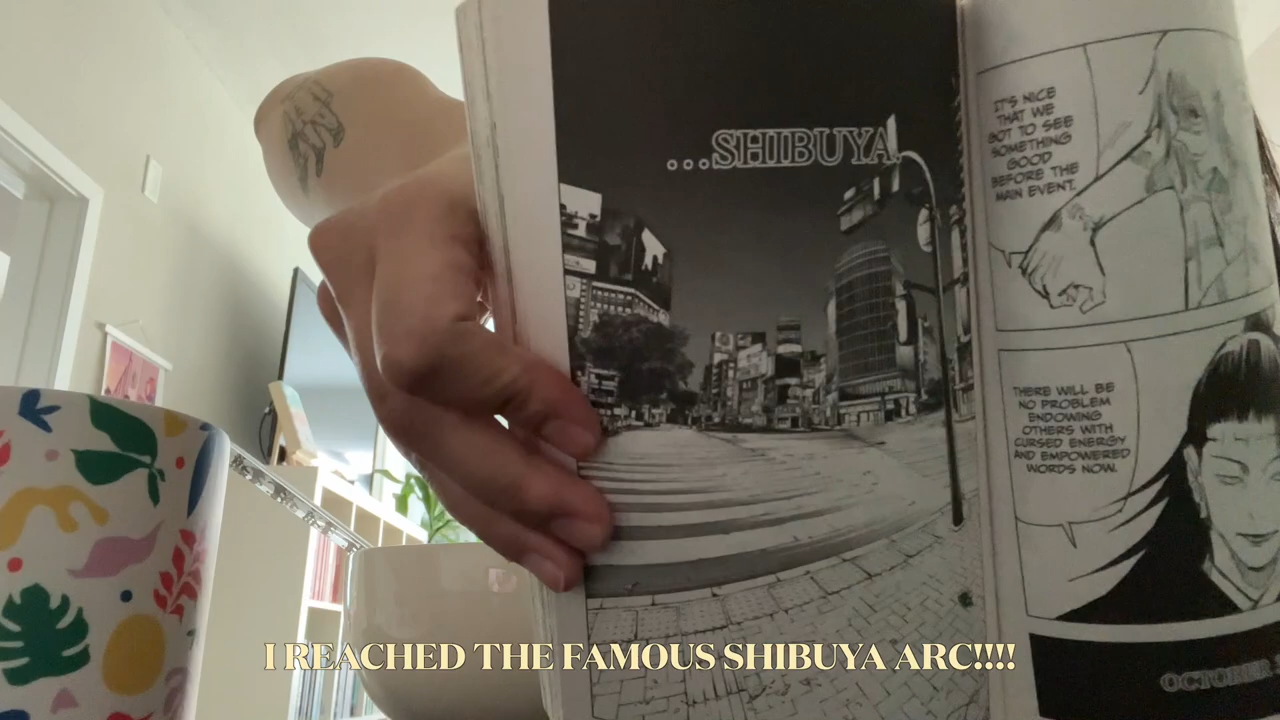 ...SHIBUYA.
IT'S NICE
THAT WE
GOT TO SEE
SOMETHING
GOOD
BEFORE THE
MAIN EVENT.
THERE WILL BE
NO PROBLEM
ENDOWING
OTHERS WITH
CURSED ENERGY
AND EMPOWERED
WORDS NOW.
OCTOBER
I REACHED THE FAMOUS SHIBUYA ARC!!!!